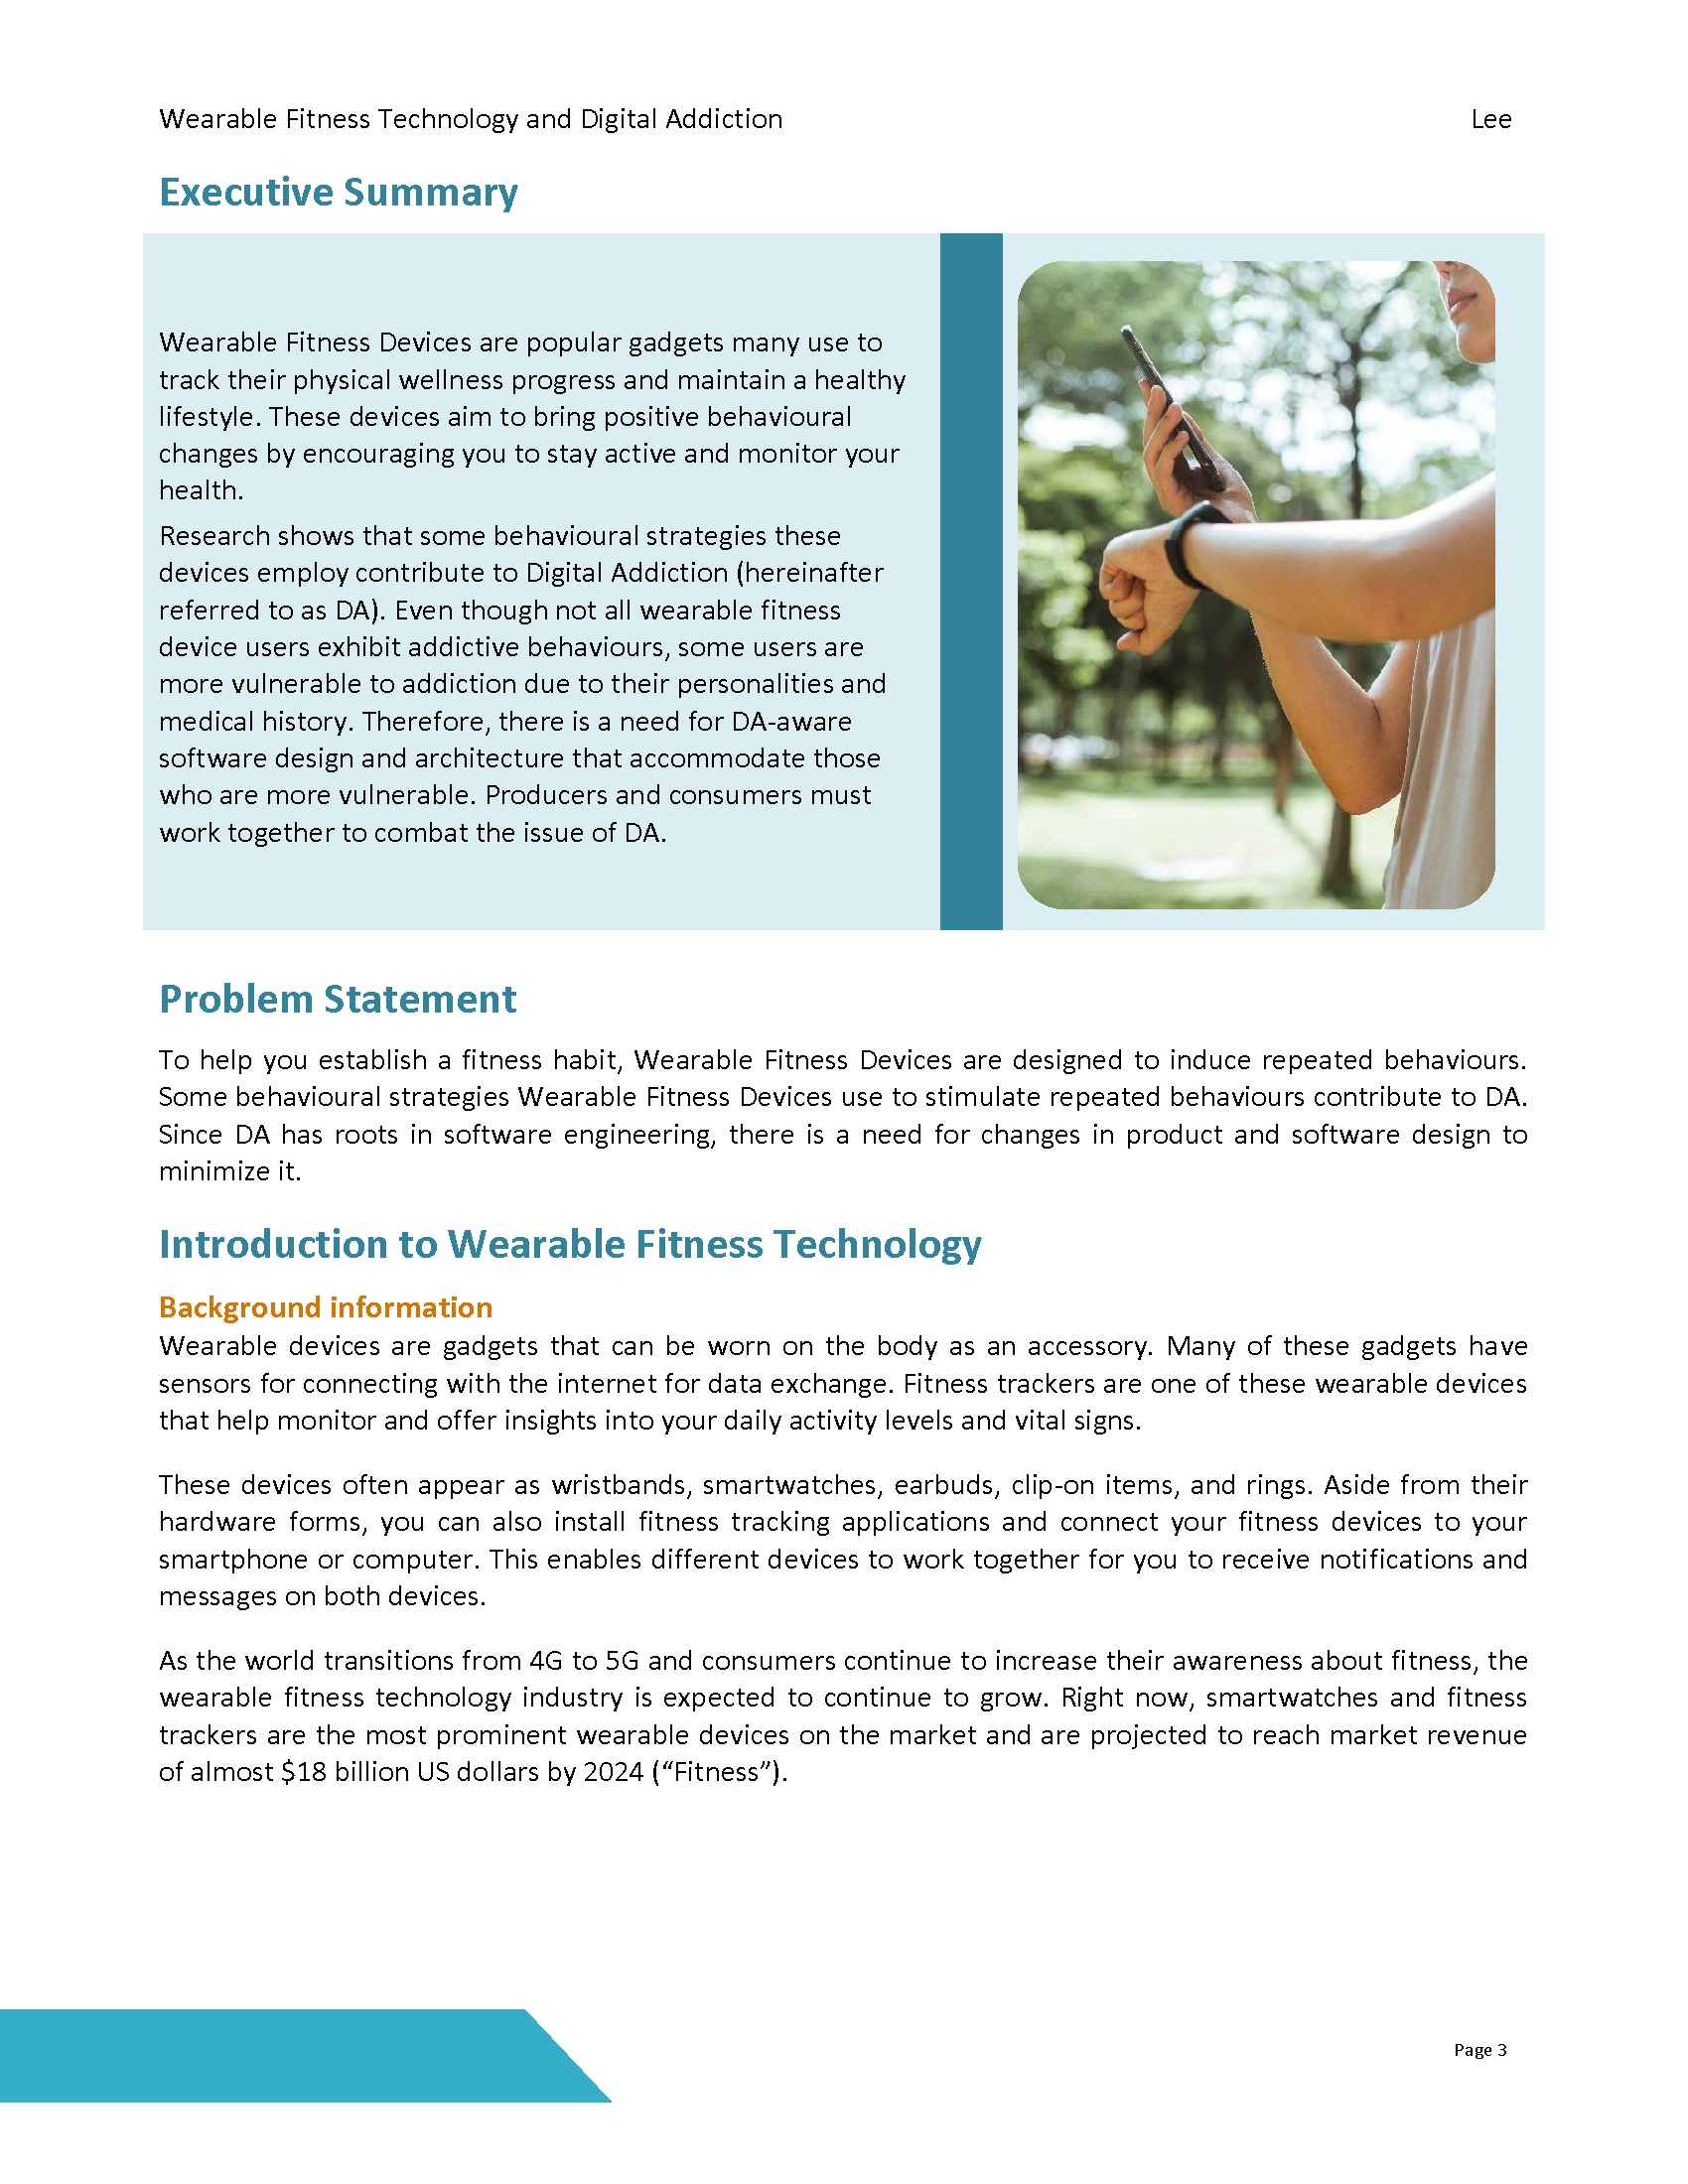 Wearable Fitness Technology and Digital Addiction Lee
Executive Summary
Wearable Fitness Devices are popular gadgets many use to
track their physical wellness progress and maintain a healthy
lifestyle. These devices aim to bring positive behavioural
changes by encouraging you to stay active and monitor your
health.
Research shows that some behavioural strategies these
devices employ contribute to Digital Addiction (hereinafter
referred to as DA). Even though not all wearable fitness
device users exhibit addictive behaviours, some users are
more vulnerable to addiction due to their personalities and
medical history. Therefore, there is a need for DA-aware
software design and architecture that accommodate those
who are more vulnerable. Producers and consumers must
work together to combat the issue of DA.
Problem Statement
To help you establish a fitness habit, Wearable Fitness Devices are designed to induce repeated behaviours.
Some behavioural strategies Wearable Fitness Devices use to stimulate repeated behaviours contribute to DA.
Since DA has roots in software engineering, there is a need for changes in product and software design to
minimize it.
Introduction to Wearable Fitness Technology
Background information
Wearable devices are gadgets that can be worn on the body as an accessory. Many of these gadgets have
sensors for connecting with the internet for data exchange. Fitness trackers are one of these wearable devices
that help monitor and offer insights into your daily activity levels and vital signs.
These devices often appear as wristbands, smartwatches, earbuds, clip-on items, and rings. Aside from their
hardware forms, you can also install fitness tracking applications and connect your fitness devices to your
smartphone or computer. This enables different devices to work together for you to receive notifications and
messages on both devices.
As the world transitions from 4G to 5G and consumers continue to increase their awareness about fitness, the
wearable fitness technology industry is expected to continue to grow. Right now, smartwatches and fitness
trackers are the most prominent wearable devices on the market and are projected to reach market revenue
of almost $18 billion US dollars by 2024 (“Fitness”).
Page 3